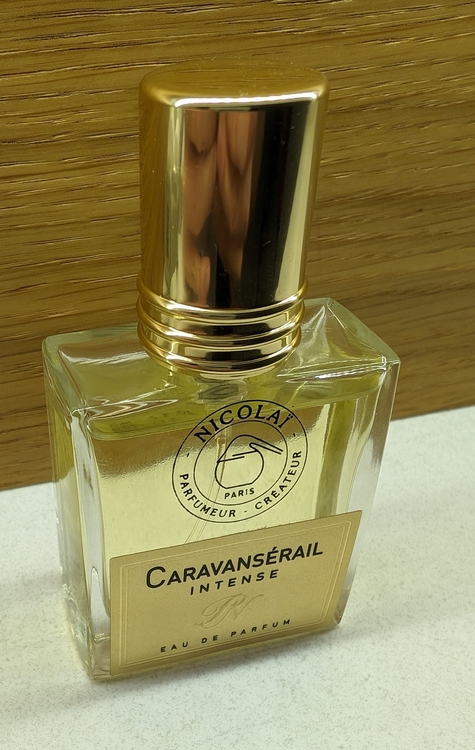 NICOLAÏ
PARIS
PARFUMEUR - CRÉATEUR
CARAVANSÉRAIL
INTENSE
PN
EAU DE PARFUM